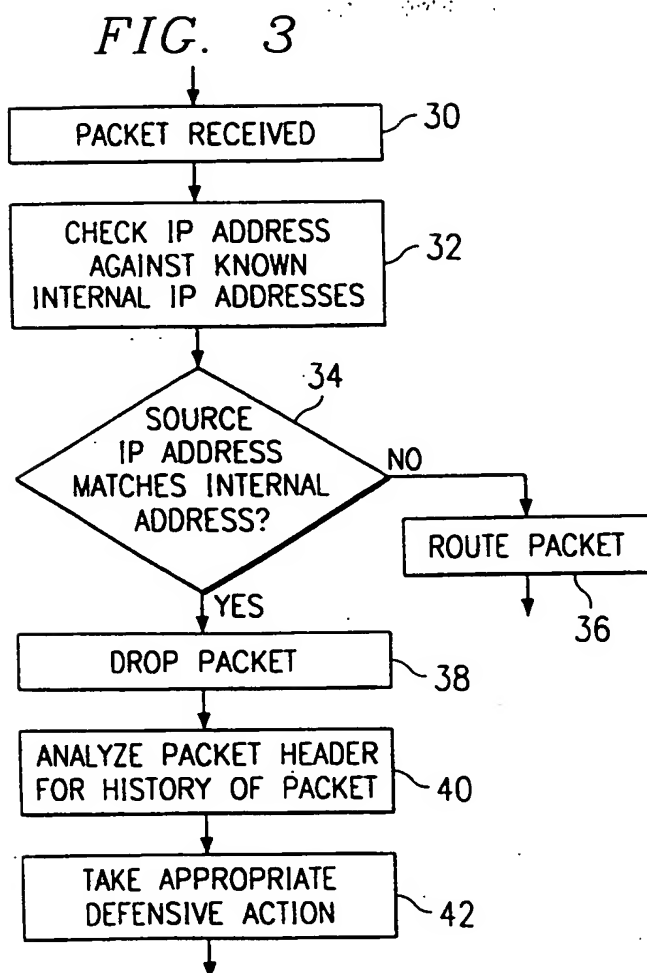 FIG. 3
PACKET RECEIVED
30
CHECK IP ADDRESS
AGAINST KNOWN
INTERNAL IP ADDRESSES
32
34
SOURCE
IP ADDRESS
MATCHES INTERNAL
ADDRESS?
NO
ROUTE PACKET
36
YES
DROP PACKET
38
ANALYZE PACKET HEADER
FOR HISTORY OF PACKET
40
TAKE APPROPRIATE
DEFENSIVE ACTION
42